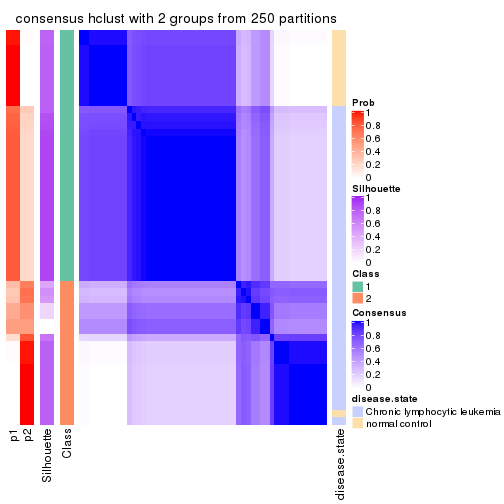 consensus hclust with 2 groups from 250 partitions
Prob
1
0.8
0.6
0.4
0.2
0
Silhouette
1
0.8
0.6
0.4
0.2
0
Class
1
2
Consensus
1
0.8
0.6
0.4
0.2
0
disease.state
Chronic lymphocytic leukemia
normal control
p1
p2
Silhouette
Class
disease.state